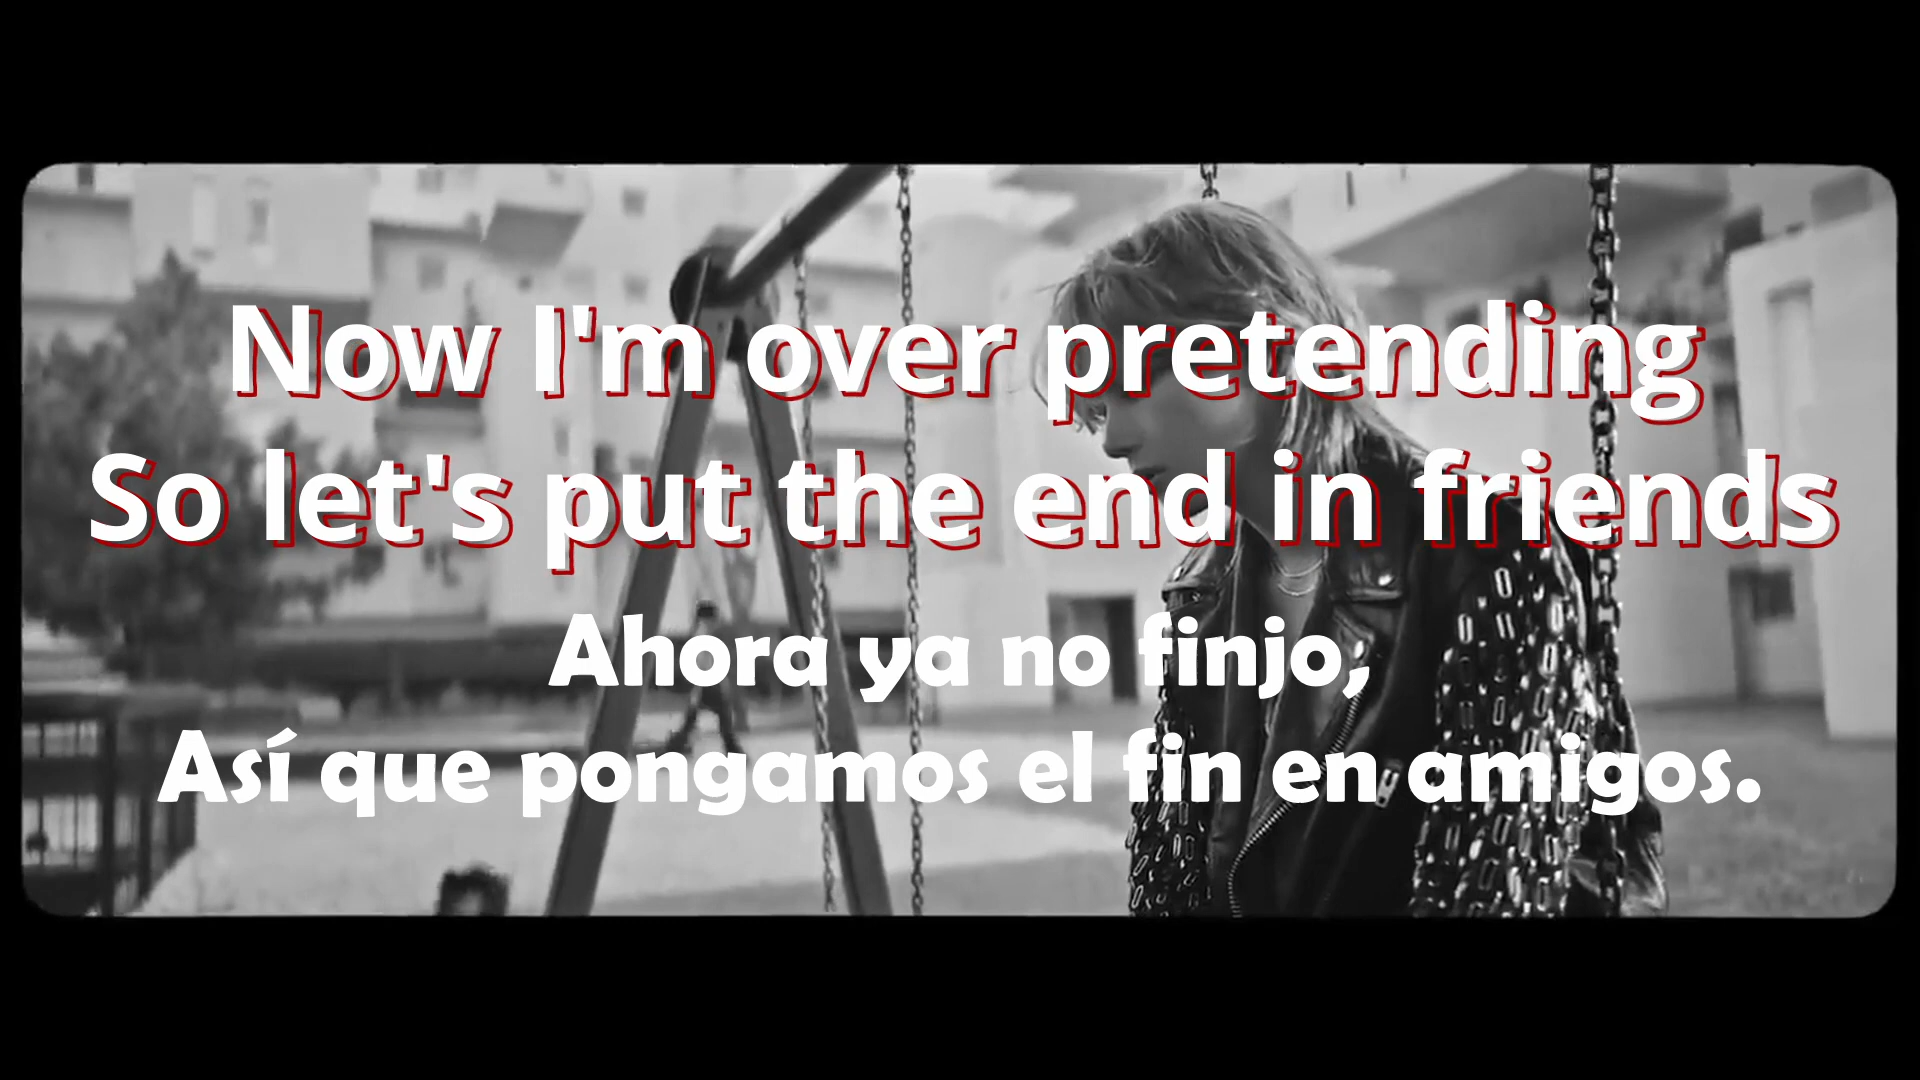 Now I'm over pretending
So let's put the end in friends
Ahora ya no finjo,
Así que pongamos el fin en amigos.